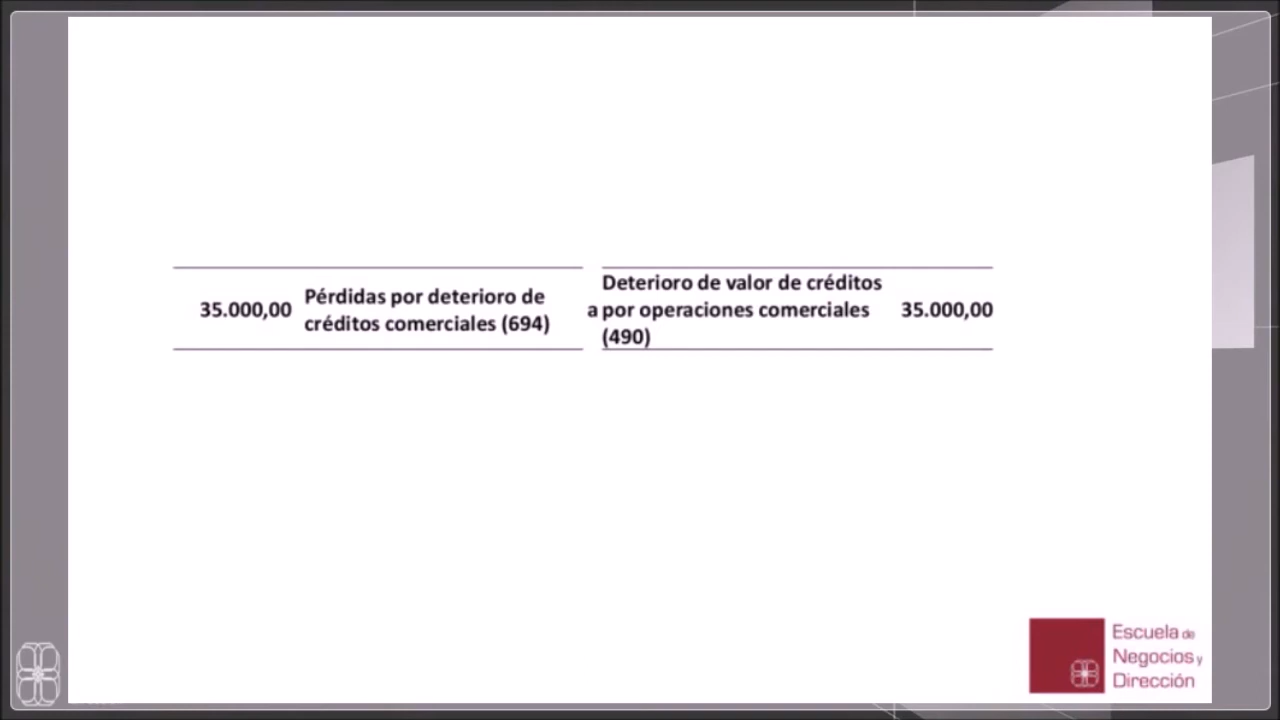 35.000,00 Pérdidas por deterioro de
créditos comerciales (694)
a
Deterioro de valor de créditos
por operaciones comerciales
(490)
35.000,00
Escuela de
Negocios y
Dirección